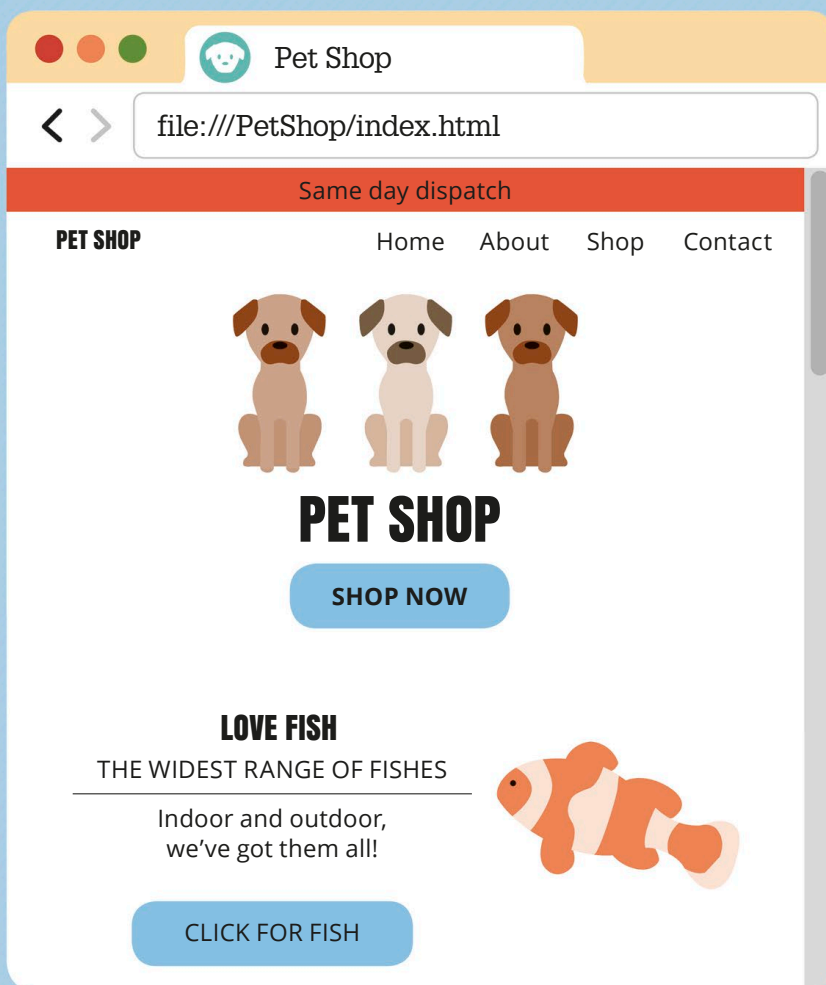 Pet Shop
file:///PetShop/index.html
Same day dispatch
PET SHOP
Home About Shop Contact
PET SHOP
SHOP NOW
LOVE FISH
THE WIDEST RANGE OF FISHES
Indoor and outdoor,
we’ve got them all!
CLICK FOR FISH